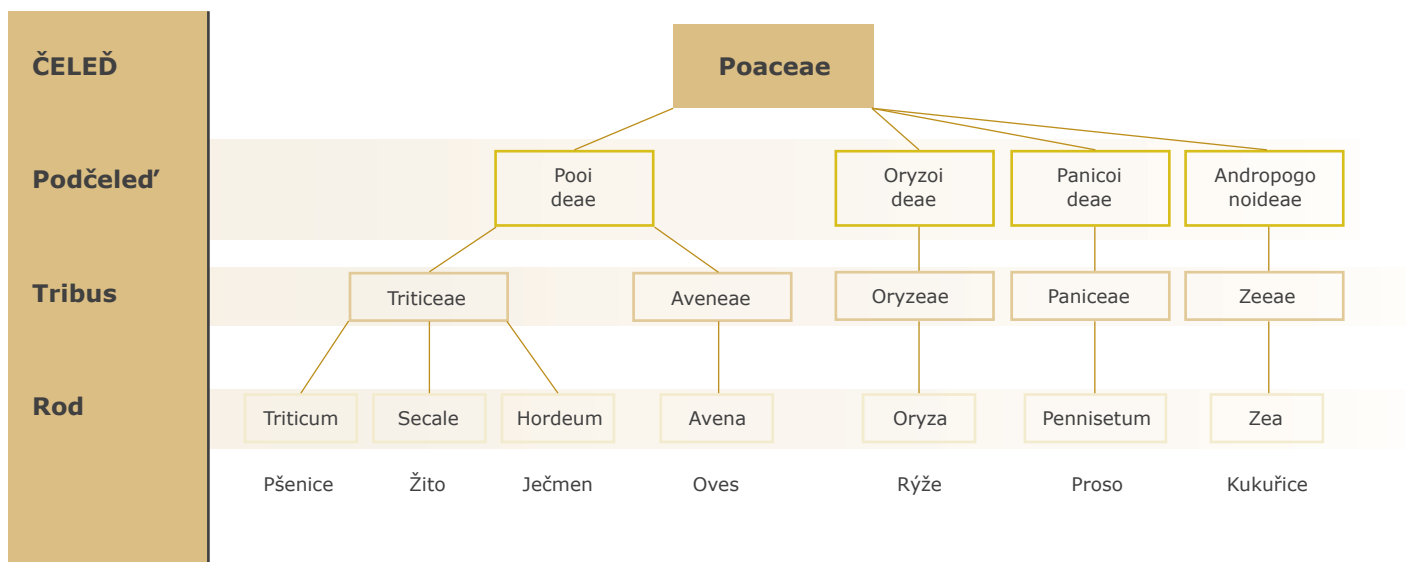 ČELEĎ
Poaceae
Podčeleď
Pooi
deae
Oryzoi
deae
Panicoi
deae
Andropogo
noideae
Tribus
Triticeae
Aveneae
Oryzeae
Paniceae
Zeeae
Rod
Triticum
Secale
Hordeum
Avena
Oryza
Pennisetum
Zea
Pšenice
Žito
Ječmen
Oves
Rýže
Proso
Kukuřice